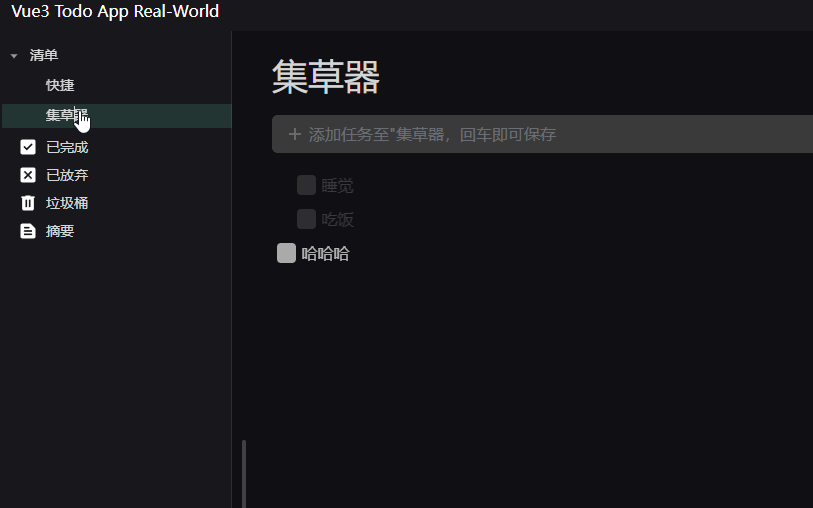 Vue3 Todo App Real-World
清单
快捷
集草器
已完成
已放弃
垃圾桶
摘要
集草器
添加任务至"集草器，回车即可保存
睡觉
吃饭
哈哈哈